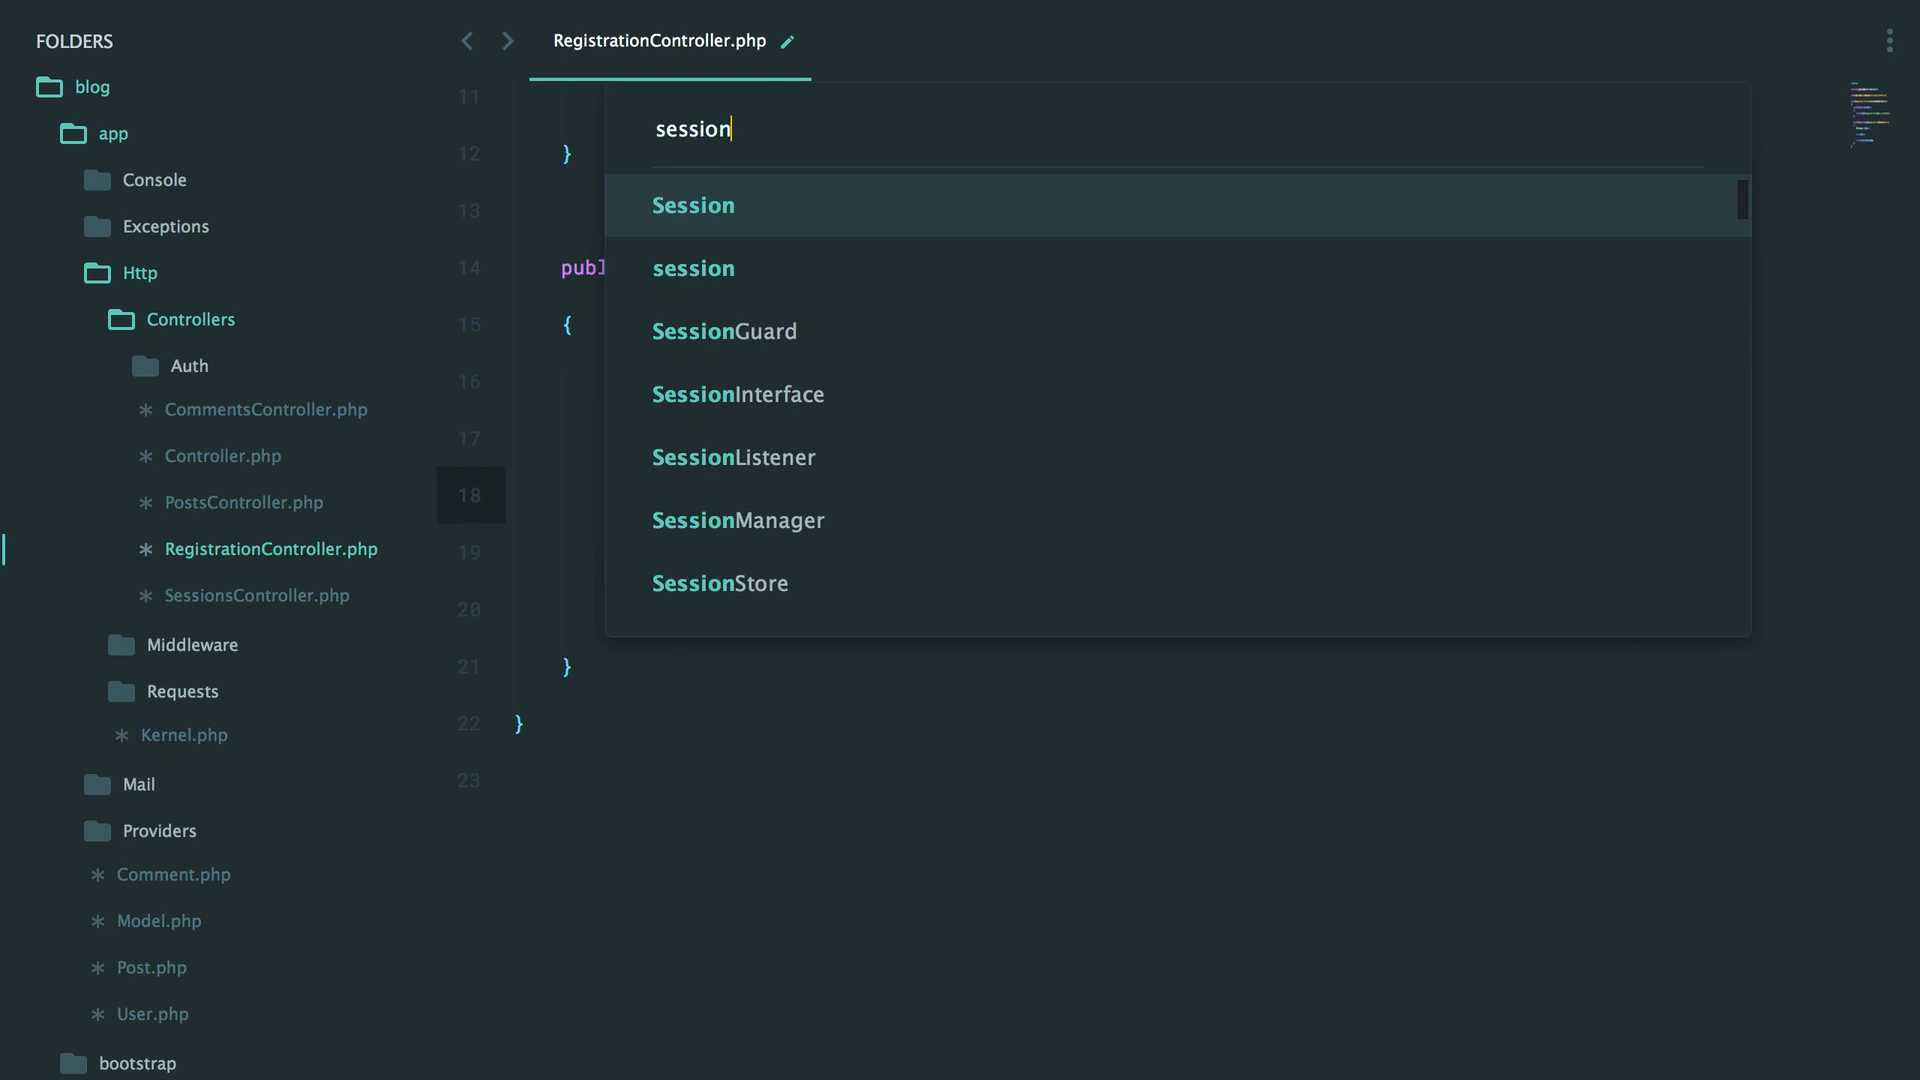 FOLDERS
blog
app
Console
Exceptions
Http
Controllers
Auth
CommentsController.php
Controller.php
PostsController.php
RegistrationController.php
SessionsController.php
Middleware
Requests
Kernel.php
Mail
Providers
Comment.php
Model.php
Post.php
User.php
bootstrap
RegistrationController.php
11
12 }
13
14 publ
15 {
16
17
18
19
20
21 }
22 }
23
session
Session
session
SessionGuard
SessionInterface
SessionListener
SessionManager
SessionStore